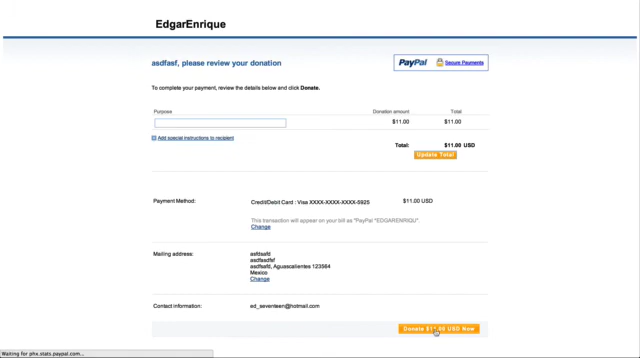 EdgarEnrique
asdfasf, please review your donation
PayPal Secure Payments
To complete your payment, review the details below and click Donate.
Purpose Donation amount Total
$11.00 $11.00
Add special instructions to recipient
Total: $11.00 USD
Update Total
Payment Method: Credit/Debit Card : Visa XXXX-XXXX-XXXX-5925 $11.00 USD
This transaction will appear on your bill as "PayPal *EDGARENRIQU".
Change
Mailing address: asfdsafd
asdfasdfsf
asdfsafd, Aguascalientes 123564
Mexico
Change
Contact information: ed_seventeen@hotmail.com
Donate $11.00 USD Now
Waiting for phx.stats.paypal.com...